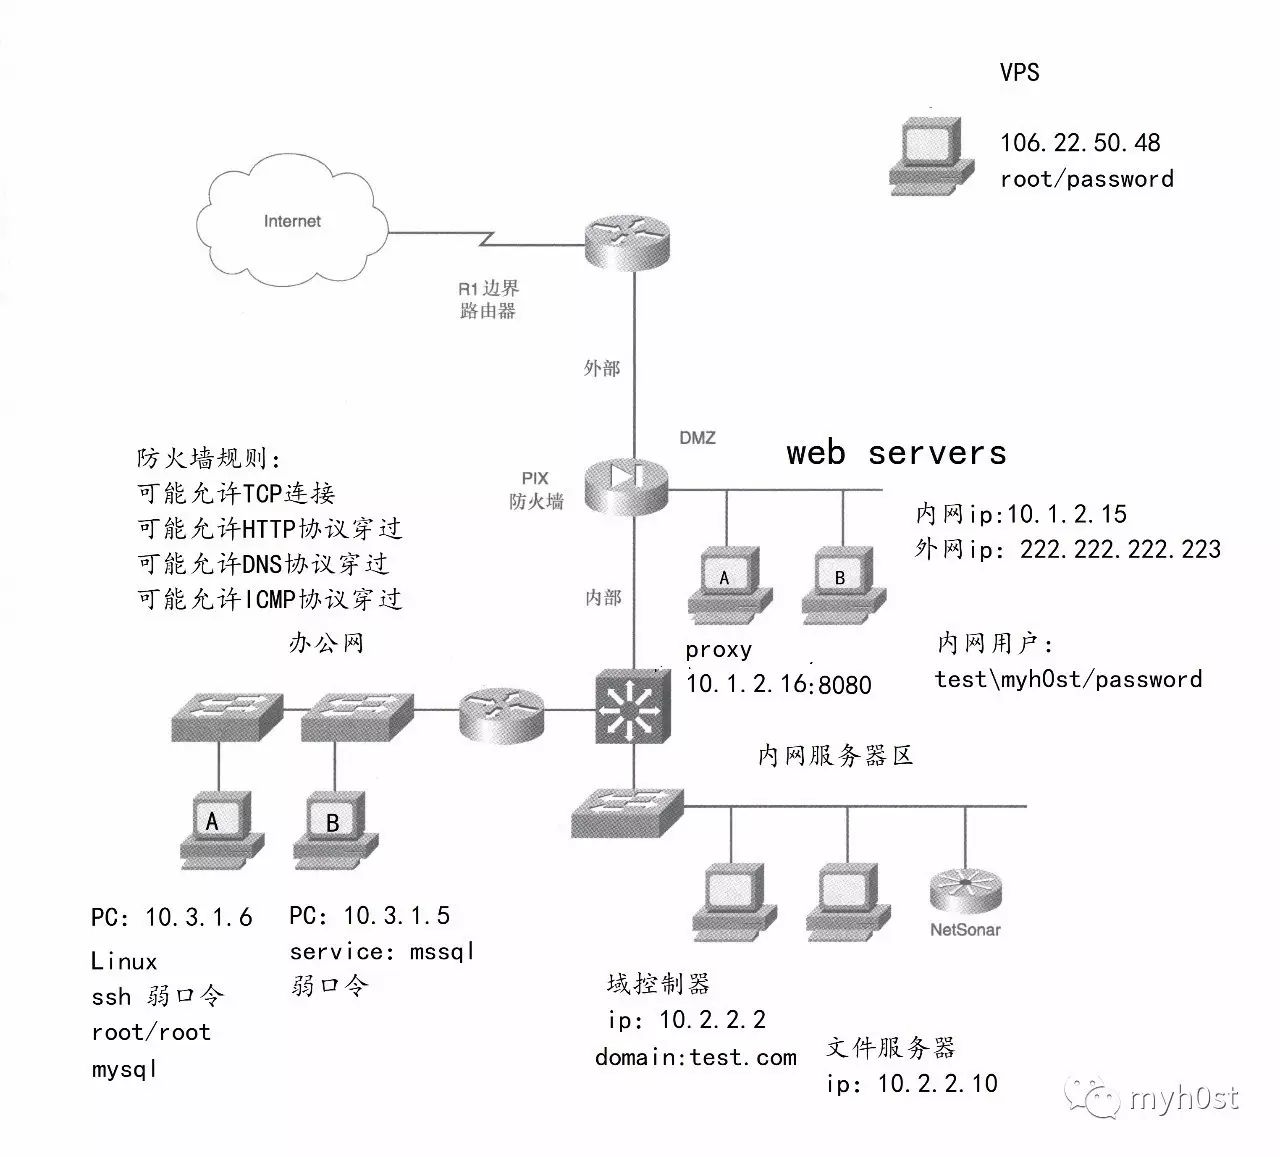 VPS
106.22.50.48
root/password
Internet
R1边界
路由器
外部
DMZ
web servers
防火墙规则：
可能允许TCP连接
可能允许HTTP协议穿过
可能允许DNS协议穿过
可能允许ICMP协议穿过
PIX
防火墙
内网ip:10.1.2.15
外网ip: 222.222.222.223
A
B
内部
办公网
proxy
10.1.2.16:8080
内网用户：
test\myh0st/password
内网服务器区
A
B
PC: 10.3.1.6
Linux
ssh 弱口令
root/root
mysql
PC: 10.3.1.5
service: mssql
弱口令
NetSonar
域控制器
ip: 10.2.2.2
domain:test.com
文件服务器
ip: 10.2.2.10
myh0st